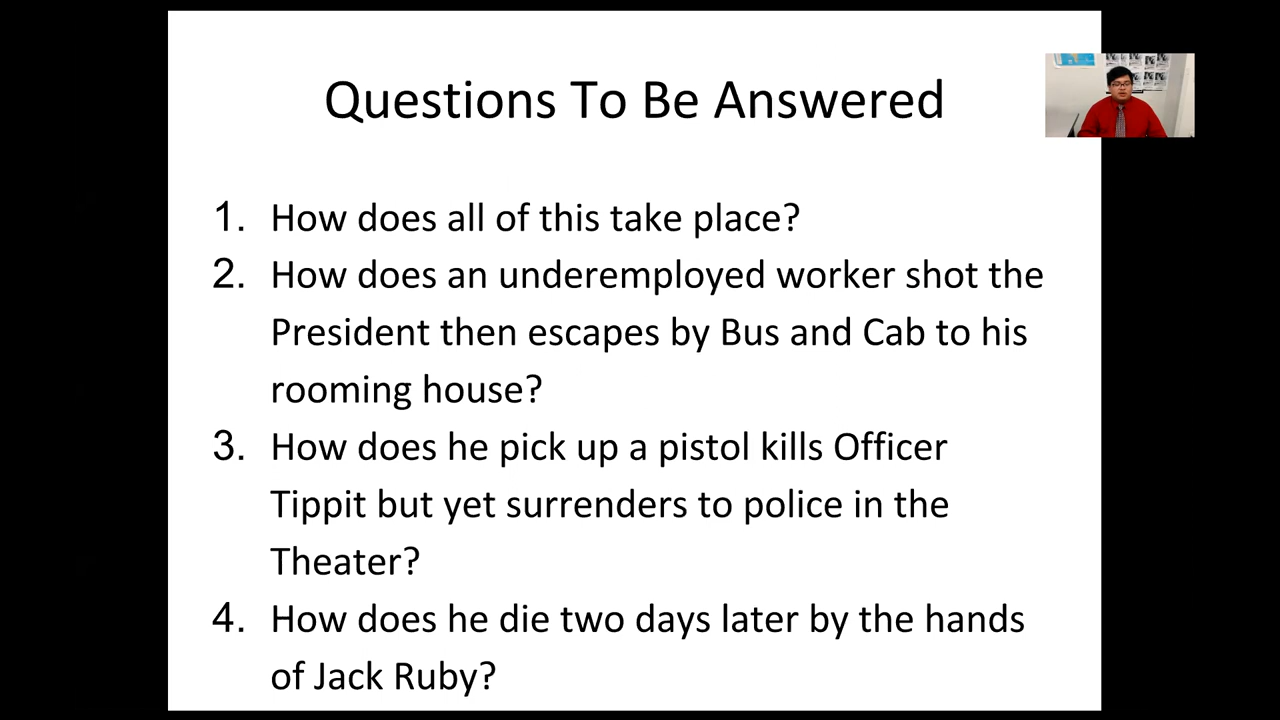 Questions To Be Answered
1. How does all of this take place?
2. How does an underemployed worker shot the
President then escapes by Bus and Cab to his
rooming house?
3. How does he pick up a pistol kills Officer
Tippit but yet surrenders to police in the
Theater?
4. How does he die two days later by the hands
of Jack Ruby?